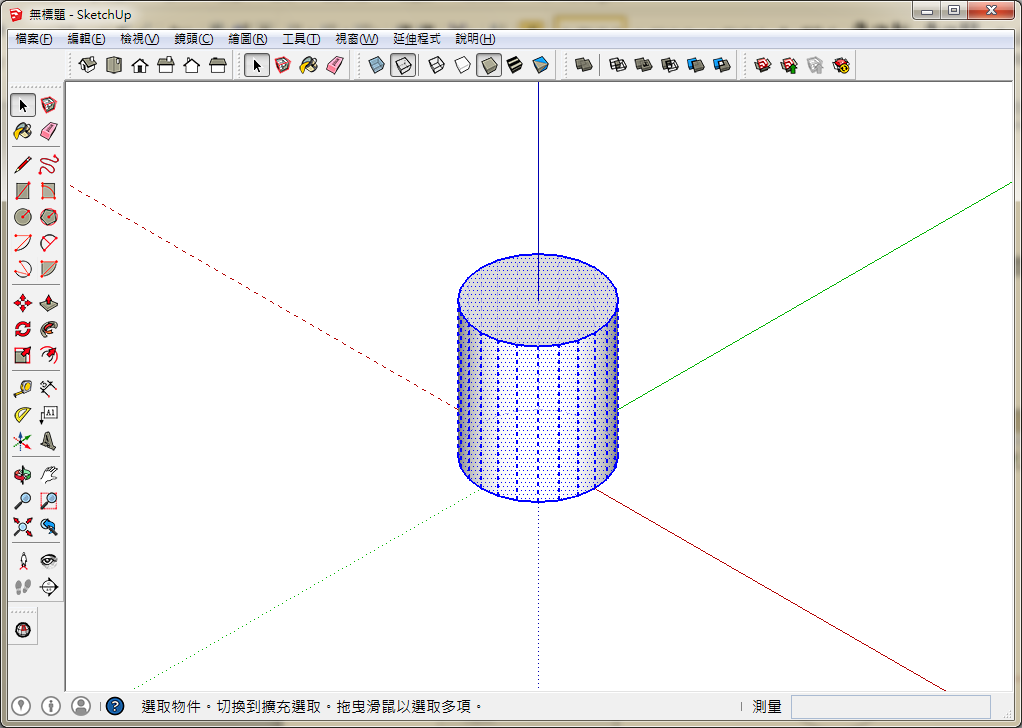 無標題 - SketchUp
檔案(F) 編輯(E) 檢視(V) 鏡頭(C) 繪圖(R) 工具(T) 視窗(W) 延伸程式 說明(H)
A1
選取物件。切換到擴充選取。拖曳滑鼠以選取多項。
測量